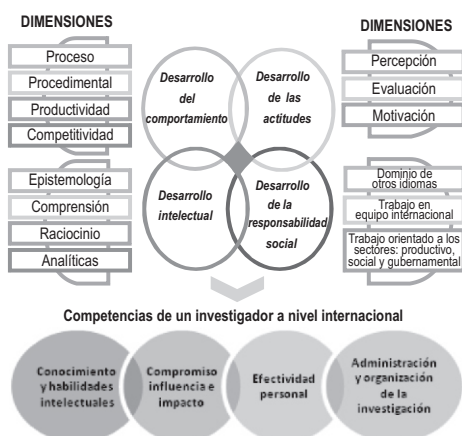 DIMENSIONES
Proceso
Procedimental
Productividad
Competitividad
Epistemología
Comprensión
Raciocinio
Analíticas
Desarrollo
del
comportamiento
Desarrollo
de las
actitudes
Desarrollo
intelectual
Desarrollo
de la
responsabilidad
social
DIMENSIONES
Percepción
Evaluación
Motivación
Dominio de
otros idiomas
Trabajo en
equipo internacional
Trabajo orientado a los
sectores: productivo,
social y gubernamental
Competencias de un investigador a nivel internacional
Conocimiento
y habilidades
intelectuales
Compromiso
influencia e
impacto
Efectividad
personal
Administración
y organización
de la
investigación